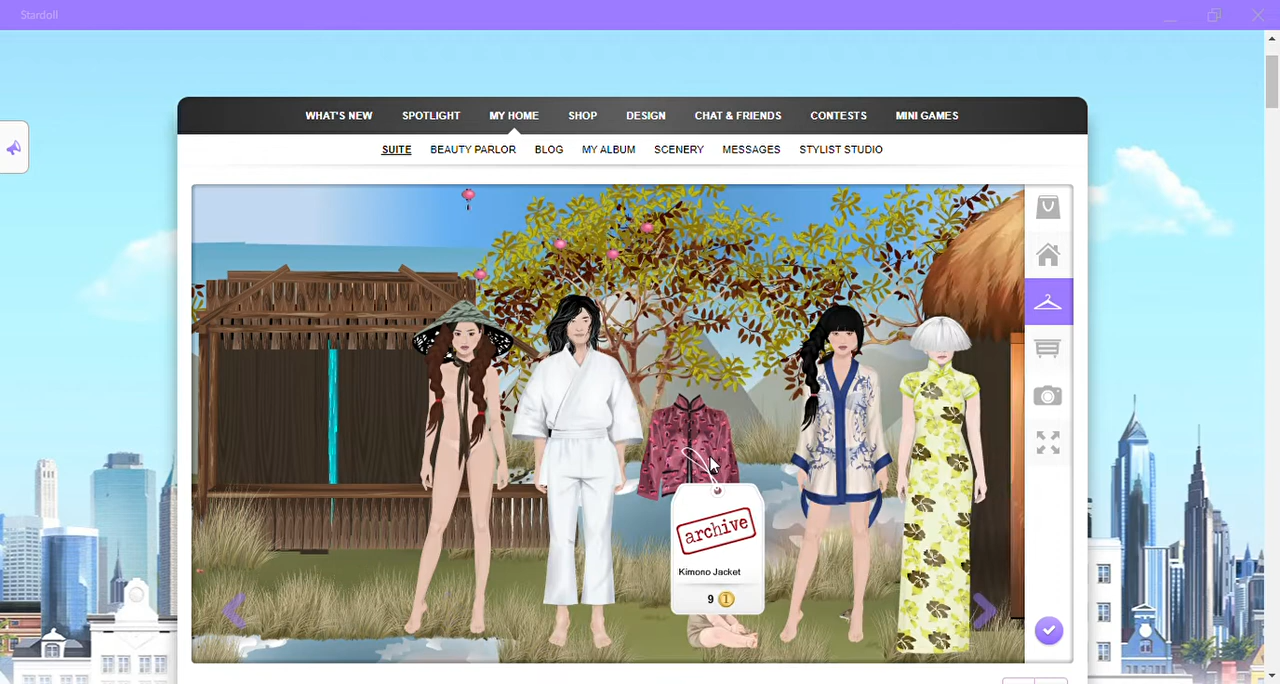 Stardoll
WHAT'S NEW SPOTLIGHT MY HOME SHOP DESIGN CHAT & FRIENDS CONTESTS MINI GAMES
SUITE BEAUTY PARLOR BLOG MY ALBUM SCENERY MESSAGES STYLIST STUDIO
archive
Kimono Jacket
9 1